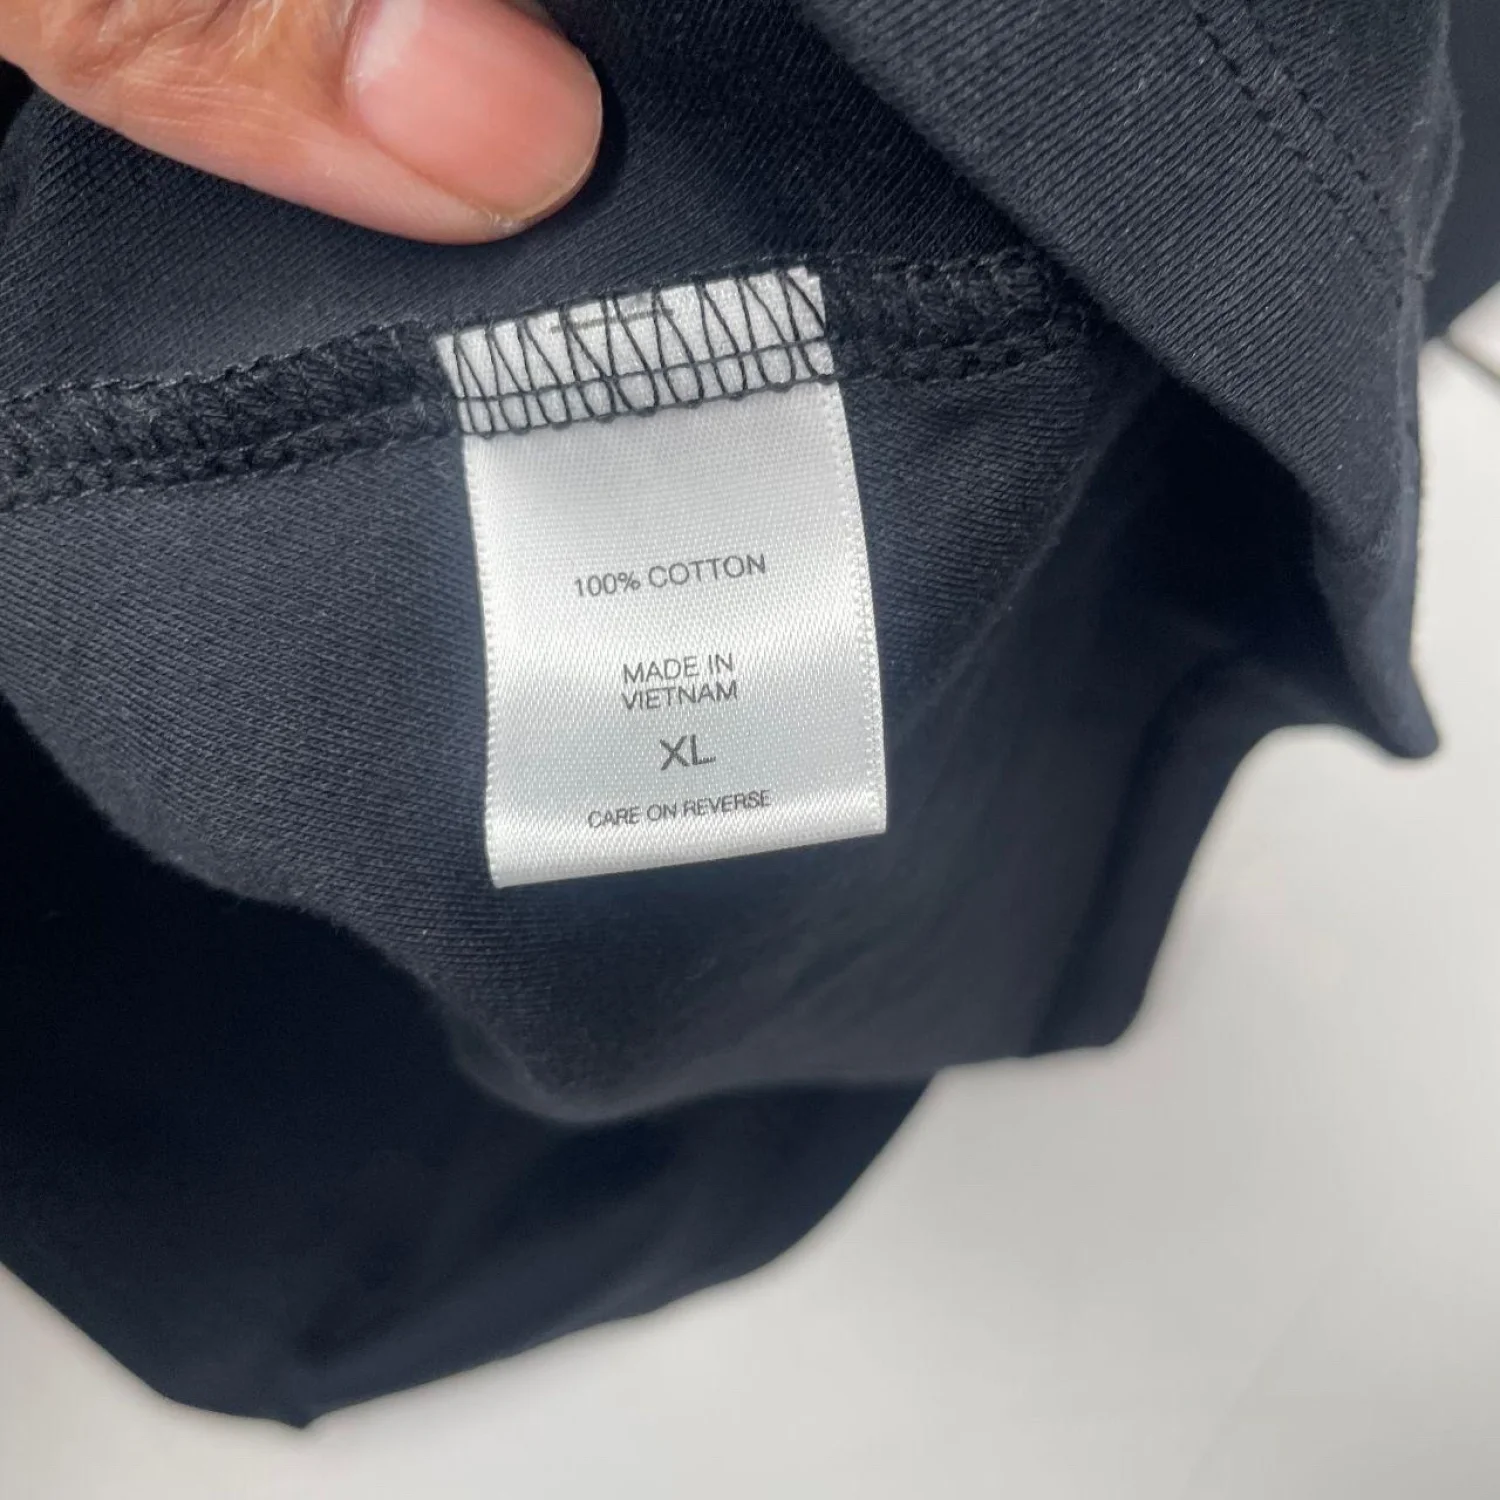 100% COTTON
MADE IN
VIETNAM
XL
CARE ON REVERSE